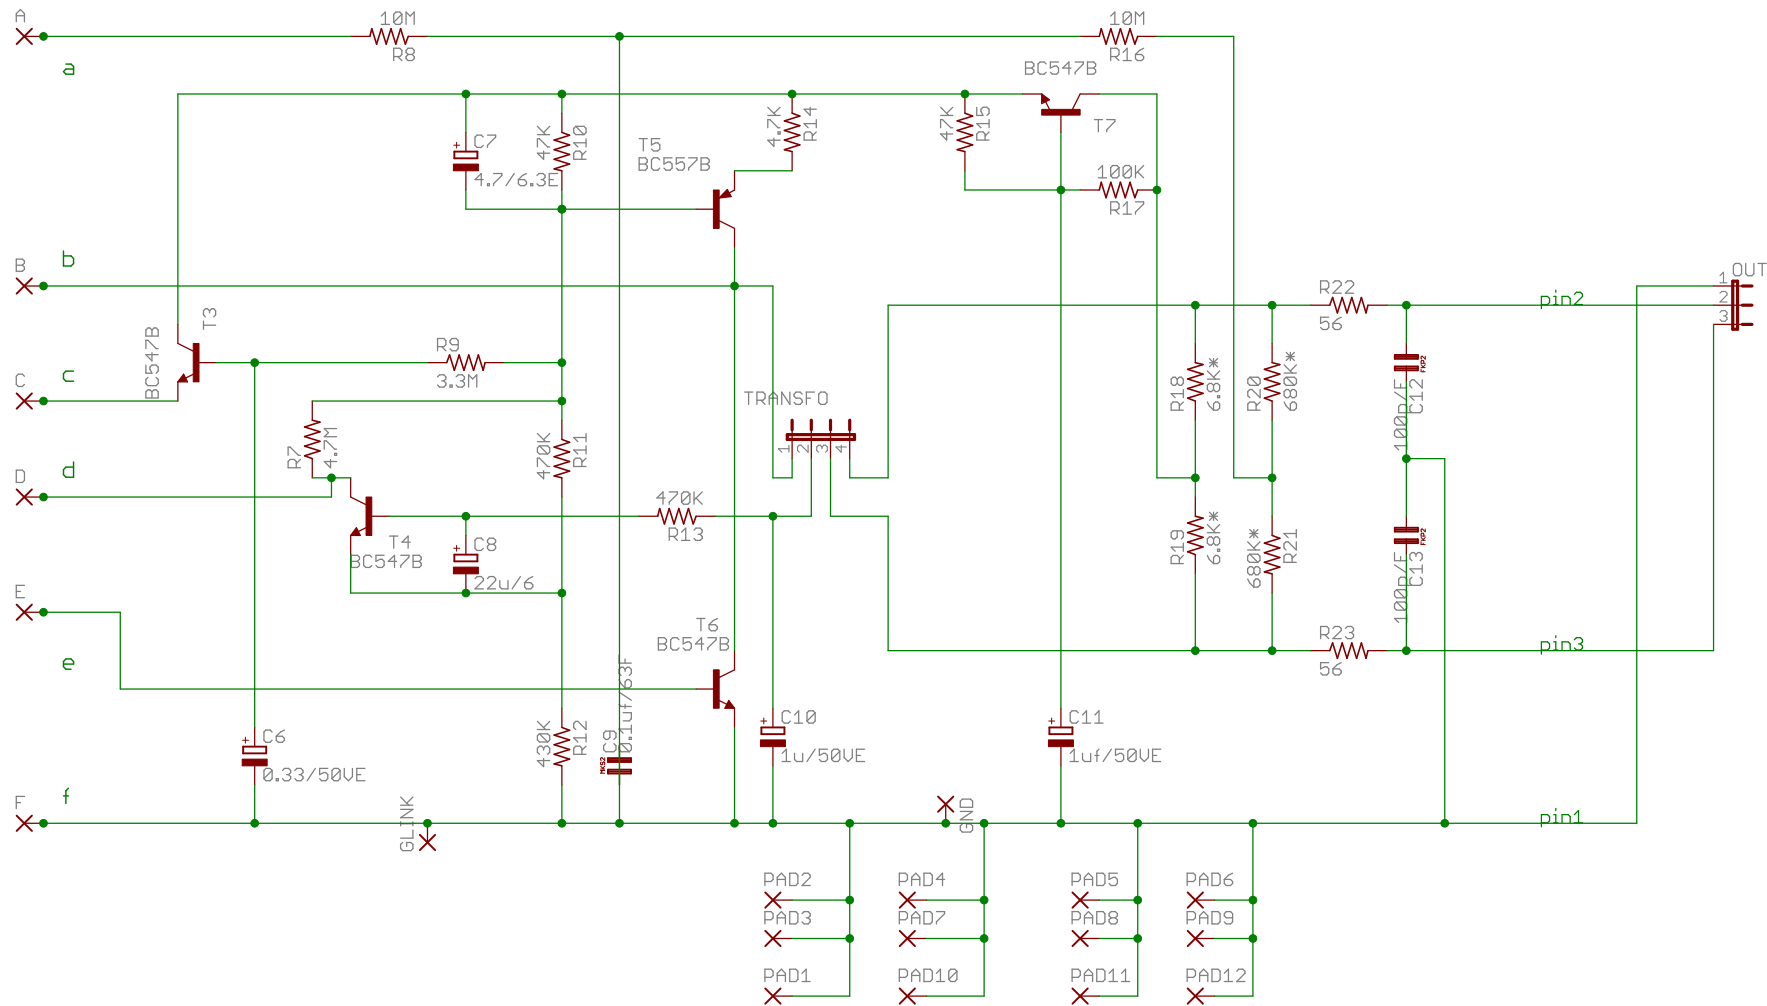 A
10M
R8
10M
R16
a
BC547B
T7
C7
4.7/6.3E
47K
R10
T5
BC557B
4.7K
R14
47K
R15
100K
R17
b
B
OUT
1
2
3
R22
56
pin2
T3
BC547B
R9
3.3M
c
C
TRANSFO
1
2
3
4
R18
6.8K*
R20
680K*
FKP2
100p/F
C12
R7
4.7M
470K
R11
d
D
470K
R13
T4
BC547B
C8
22u/6
R19
6.8K*
680K*
R21
FKP2
100p/F
C13
E
T6
BC547B
R23
56
pin3
e
C6
0.33/50VE
430K
R12
MKS2
C9
0.1uf/63F
C10
1u/50VE
C11
1uf/50VE
f
F
GLINK
GND
pin1
PAD2
PAD4
PAD5
PAD6
PAD3
PAD7
PAD8
PAD9
PAD1
PAD10
PAD11
PAD12